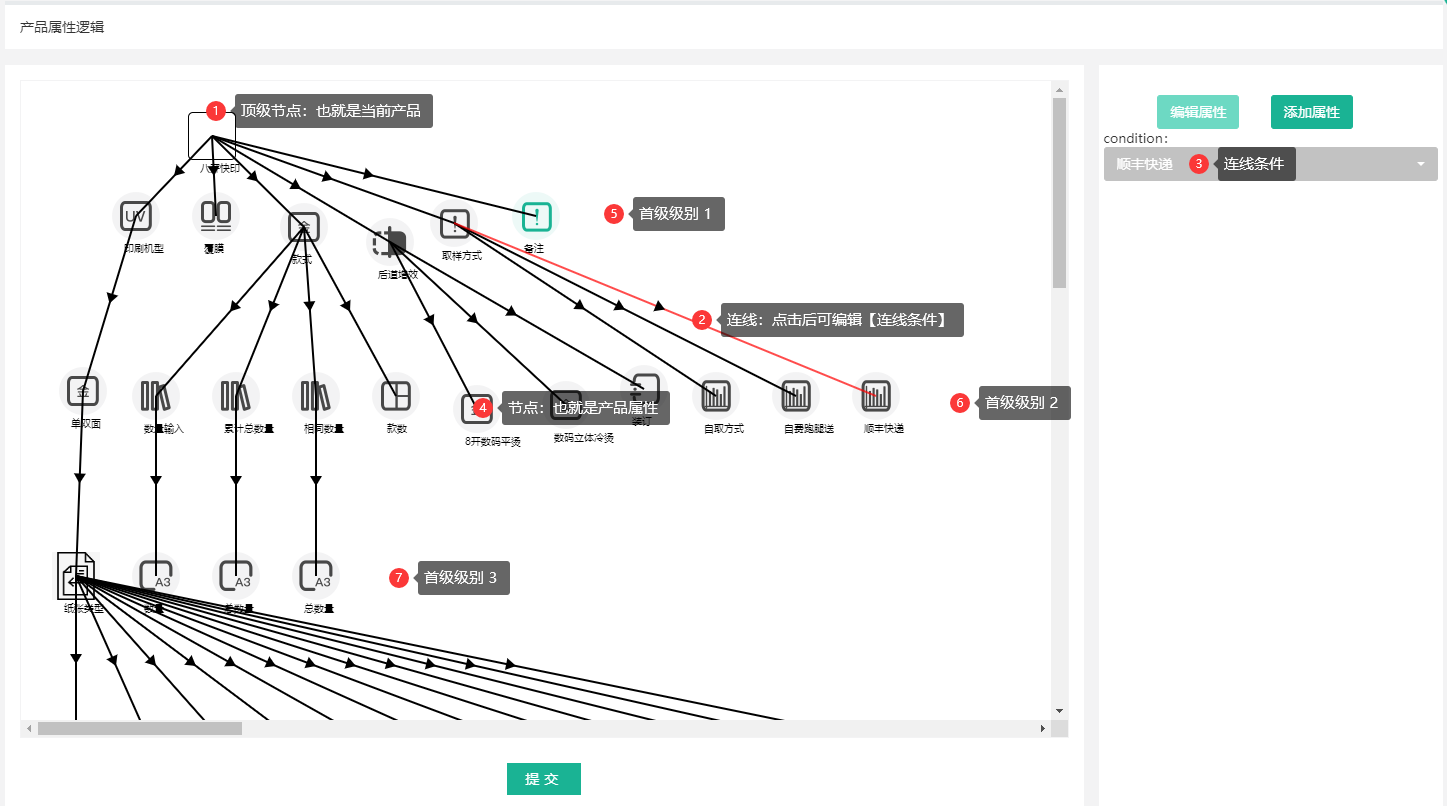 产品属性逻辑
1 顶级节点：也就是当前产品
编辑属性 添加属性
condition：
顺丰快递 3 连线条件
UV
印刷机型
覆膜
金
款式
后道增效
取样方式
备注
5 首级级别 1
2 连线：点击后可编辑【连线条件】
金
单双面
数量输入
累计总数量
相同数量
款数
4 节点：也就是产品属性
8开数码平烫
数码立体冷烫
装订
自取方式
自费跑腿送
顺丰快递
6 首级级别 2
纸张类型
A3
数量
A3
总数量
A3
总数量
7 首级级别 3
提 交